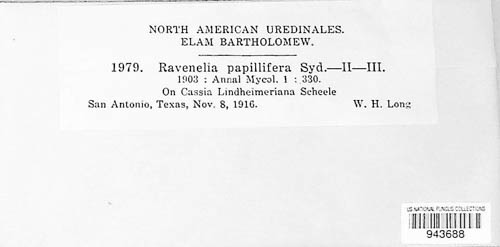 NORTH AMERICAN UREDINALES.
ELAM BARTHOLOMEW.
1979. Ravenelia papillifera Syd.—II—III.
1903 : Annal Mycol. 1 : 330.
On Cassia Lindheimeriana Scheele
San Antonio, Texas, Nov. 8, 1916. W. H. Long
US NATIONAL FUNGUS COLLECTIONS
943688